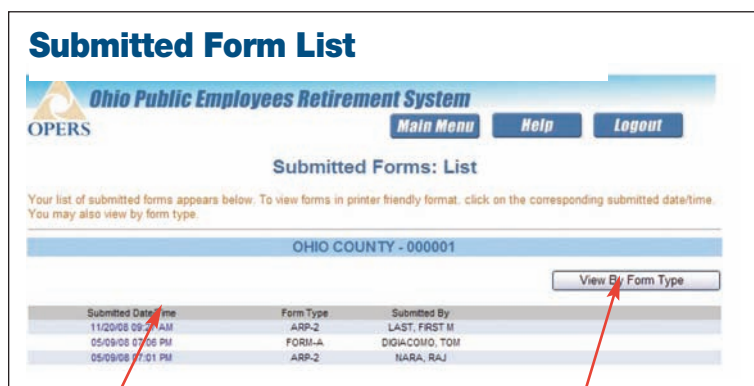 Submitted Form List
Ohio Public Employees Retirement System
OPERS
Main Menu Help Logout
Submitted Forms: List
Your list of submitted forms appears below. To view forms in printer friendly format, click on the corresponding submitted date/time.
You may also view by form type.
OHIO COUNTY - 000001
View By Form Type
Submitted Date/Time Form Type Submitted By
11/20/08 AM ARP-2 LAST, FIRST M
05/09/08 07:06 PM FORM-A DIGIACOMO, TOM
05/09/08 07:01 PM ARP-2 NARA, RAJ